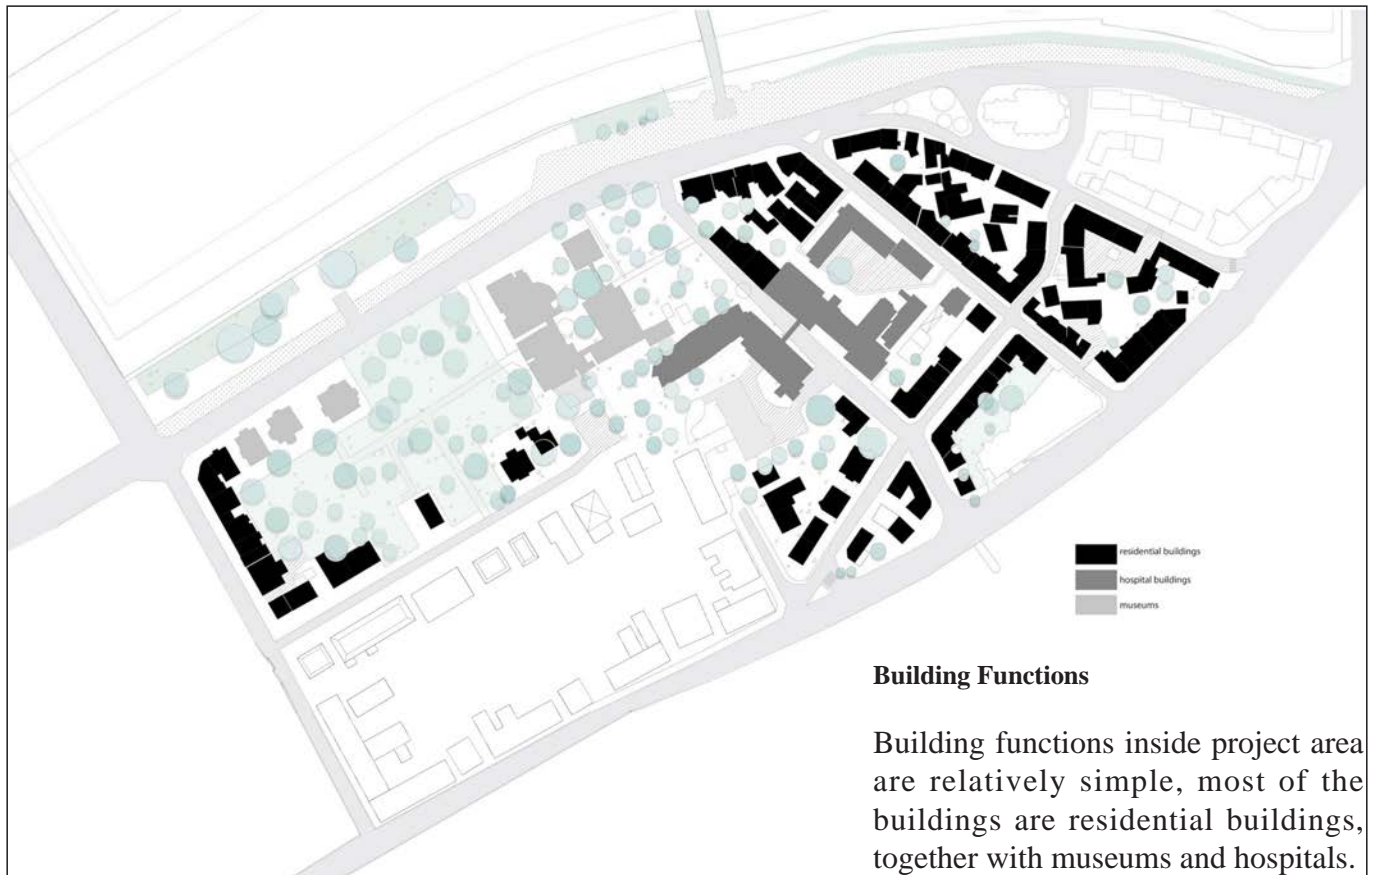 residential buildings
hospital buildings
museums
Building Functions
Building functions inside project area
are relatively simple, most of the
buildings are residential buildings,
together with museums and hospitals.